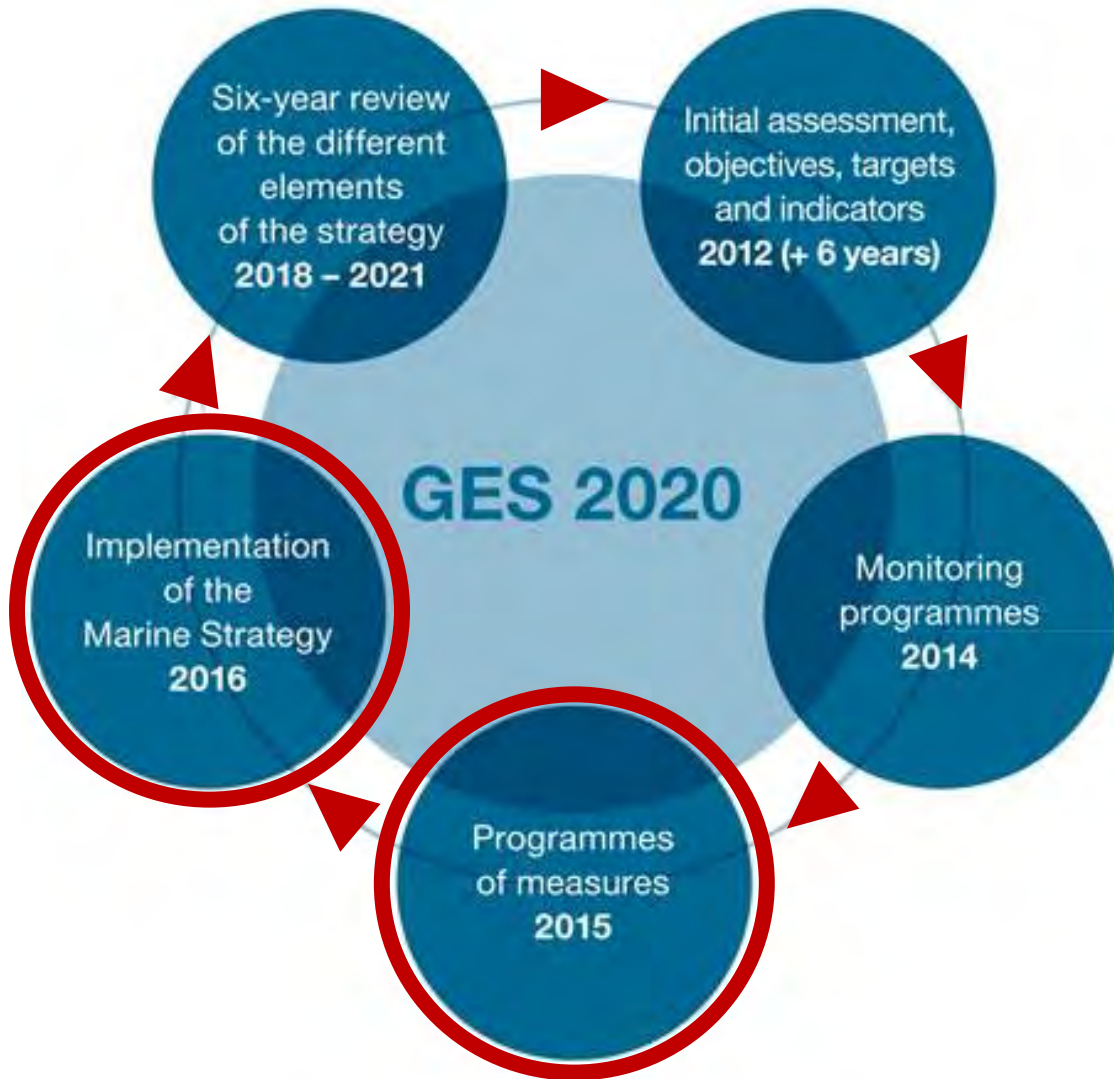 Six-year review
of the different
elements
of the strategy
2018 – 2021
Initial assessment,
objectives, targets
and indicators
2012 (+ 6 years)
GES 2020
Implementation
of the
Marine Strategy
2016
Monitoring
programmes
2014
Programmes
of measures
2015